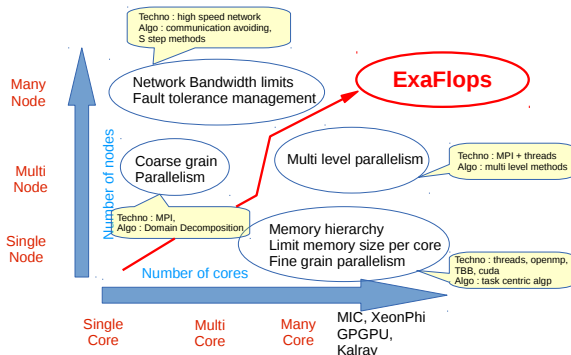 Techno : high speed network
Algo : communication avoiding,
S step methods
Many
Node
Network Bandwidth limits
Fault tolerance management
ExaFlops
Number of nodes
Multi
Node
Coarse grain
Parallelism
Multi level parallelism
Techno : MPI + threads
Algo : multi level methods
Techno : MPI,
Algo : Domain Decomposition
Single
Node
Memory hierarchy
Limit memory size per core
Fine grain parallelism
Techno : threads, openmp,
TBB, cuda
Algo : task centric algp
Number of cores
Single
Core
Multi
Core
Many
Core
MIC, XeonPhi
GPGPU,
Kalray